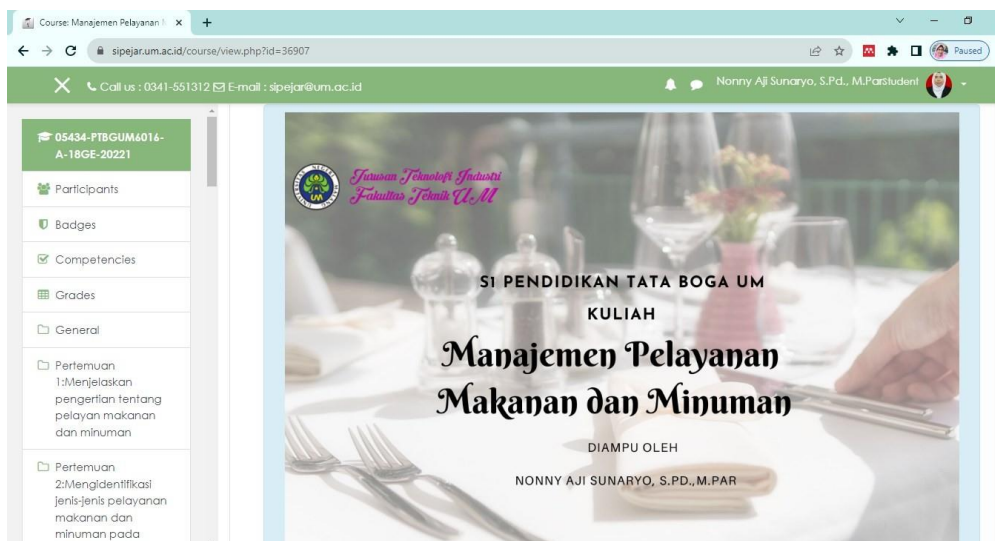 Course: Manajemen Pelayanan
sipejar.um.ac.id/course/view.php?id=36907
Paused
Call us : 0341-551312 E-mail : sipejar@um.ac.id
Nonny Aji Sunaryo, S.Pd., M.ParStudent
05434-PTBGUM6016-
A-18GE-20221
Participants
Badges
Competencies
Grades
General
Pertemuan
1:Menjelaskan
pengertian tentang
pelayan makanan
dan minuman
Pertemuan
2:Mengidentifikasi
jenis-jenis pelayanan
makanan dan
minuman pada
Jurusan Teknologi Industri
Fakultas Teknik UM
UM
S1 PENDIDIKAN TATA BOGA UM
KULIAH
Manajemen Pelayanan
Makanan dan Minuman
DIAMPU OLEH
NONNY AJI SUNARYO, S.PD.,M.PAR